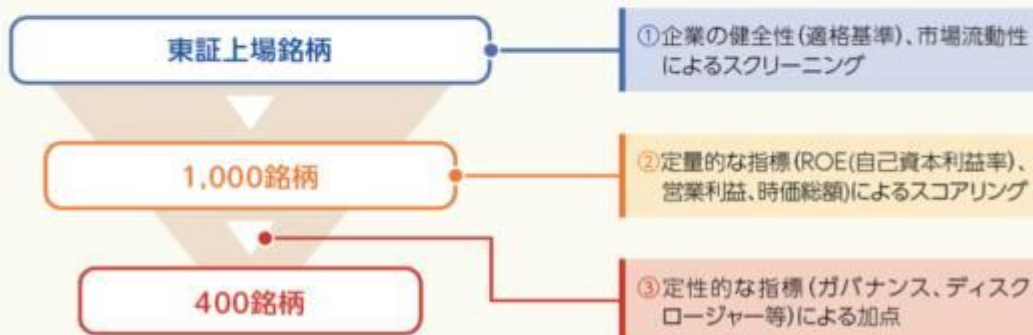 東証上場銘柄
①企業の健全性(適格基準)、市場流動性
によるスクリーニング
1,000銘柄
②定量的な指標(ROE(自己資本利益率)、
営業利益、時価総額)によるスコアリング
400銘柄
③定性的な指標(ガバナンス、ディスク
ロージャー等)による加点